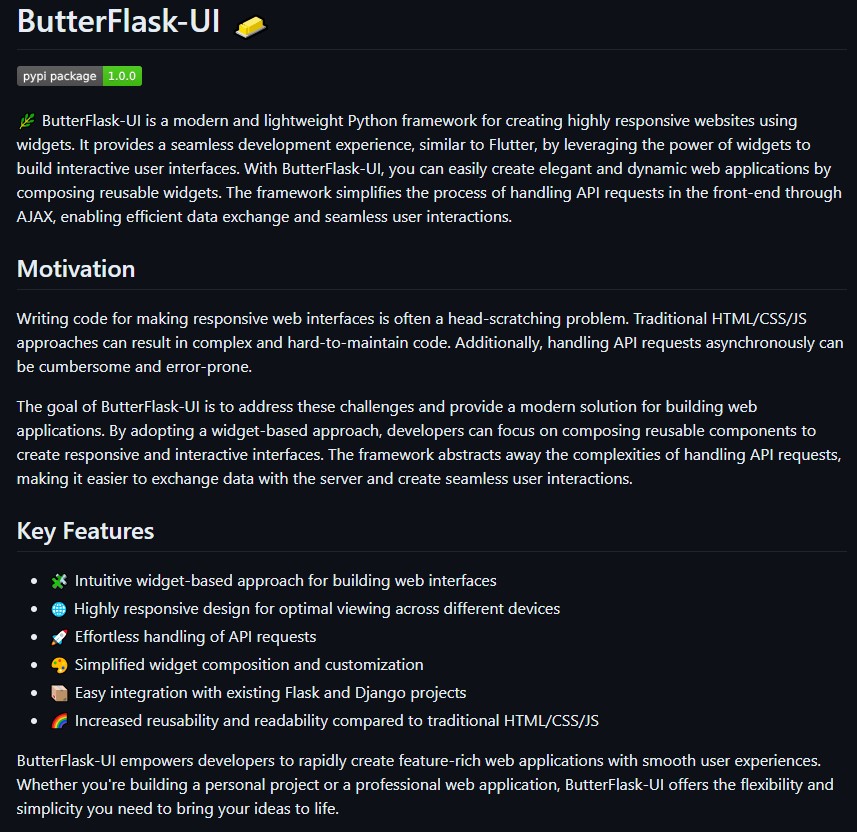 ButterFlask-UI
pypi package 1.0.0
ButterFlask-UI is a modern and lightweight Python framework for creating highly responsive websites using
widgets. It provides a seamless development experience, similar to Flutter, by leveraging the power of widgets to
build interactive user interfaces. With ButterFlask-UI, you can easily create elegant and dynamic web applications by
composing reusable widgets. The framework simplifies the process of handling API requests in the front-end through
AJAX, enabling efficient data exchange and seamless user interactions.
Motivation
Writing code for making responsive web interfaces is often a head-scratching problem. Traditional HTML/CSS/JS
approaches can result in complex and hard-to-maintain code. Additionally, handling API requests asynchronously can
be cumbersome and error-prone.
The goal of ButterFlask-UI is to address these challenges and provide a modern solution for building web
applications. By adopting a widget-based approach, developers can focus on composing reusable components to
create responsive and interactive interfaces. The framework abstracts away the complexities of handling API requests,
making it easier to exchange data with the server and create seamless user interactions.
Key Features
Intuitive widget-based approach for building web interfaces
Highly responsive design for optimal viewing across different devices
Effortless handling of API requests
Simplified widget composition and customization
Easy integration with existing Flask and Django projects
Increased reusability and readability compared to traditional HTML/CSS/JS
ButterFlask-UI empowers developers to rapidly create feature-rich web applications with smooth user experiences.
Whether you're building a personal project or a professional web application, ButterFlask-UI offers the flexibility and
simplicity you need to bring your ideas to life.